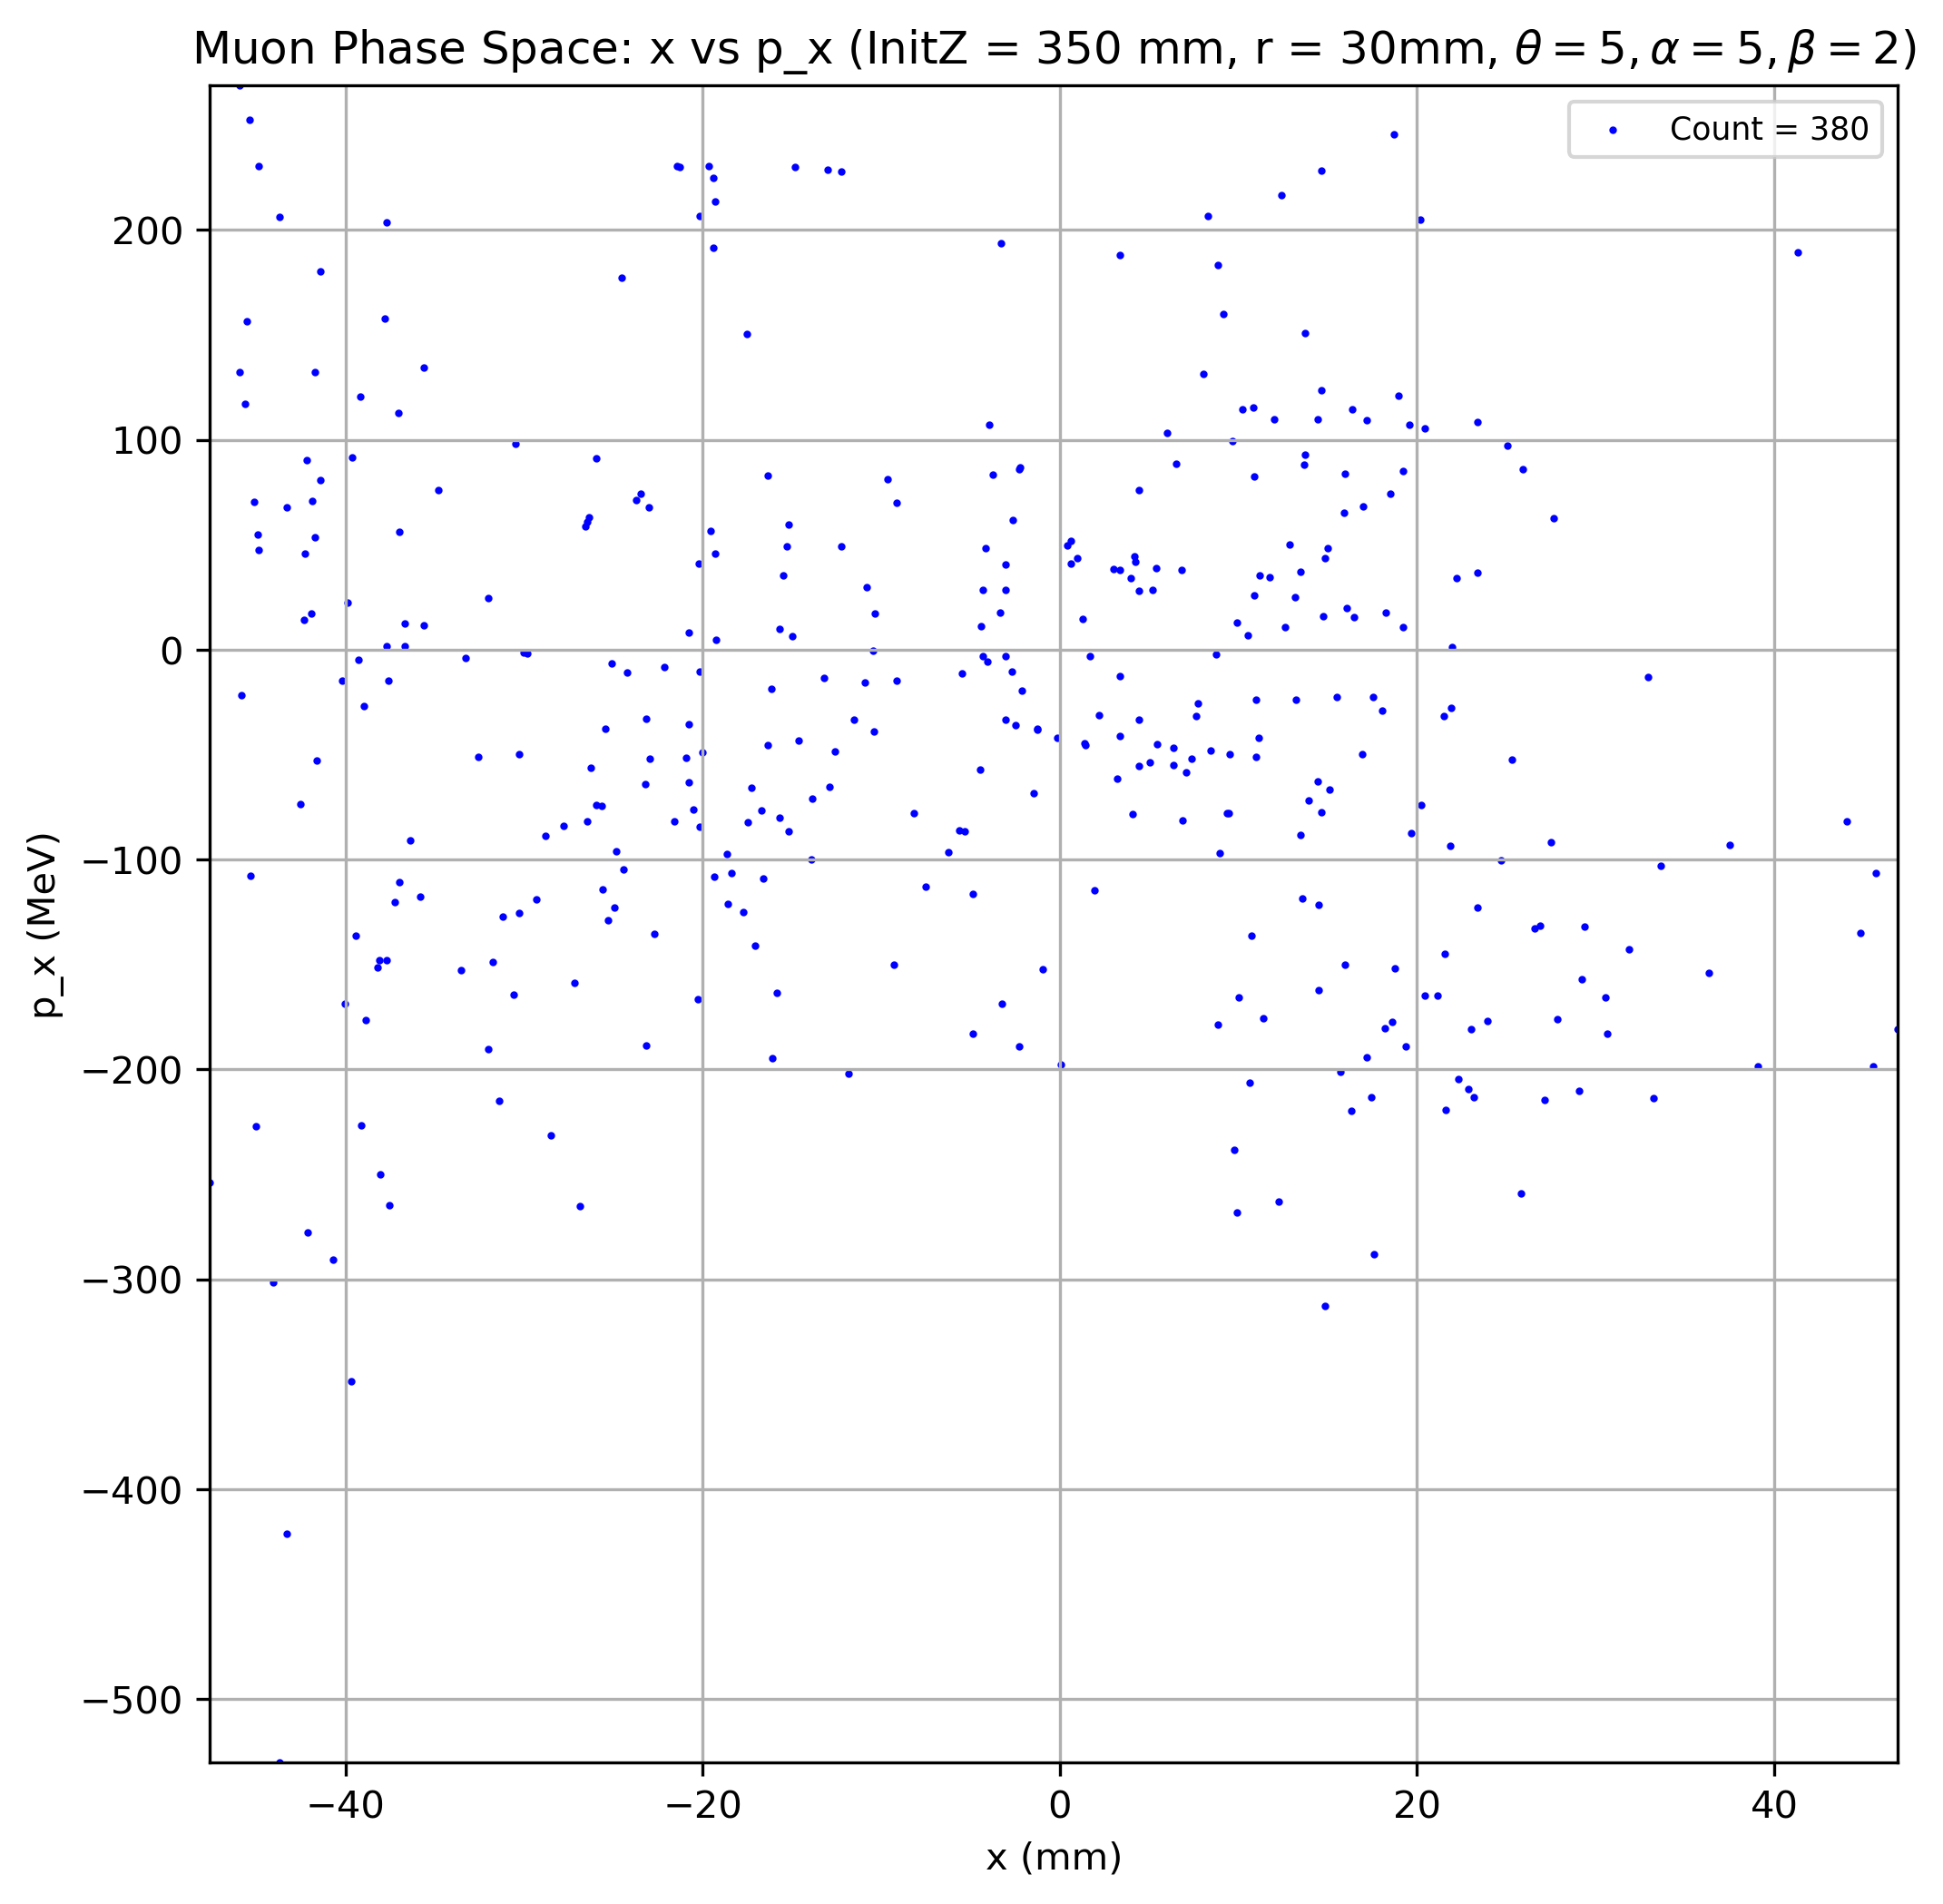 Muon Phase Space: x vs p_x (InitZ = 350 mm, r = 30mm, θ = 5, α = 5, β = 2)
Count = 380
200
100
0
−100
−200
−300
−400
−500
p_x (MeV)
−40 −20 0 20 40
x (mm)